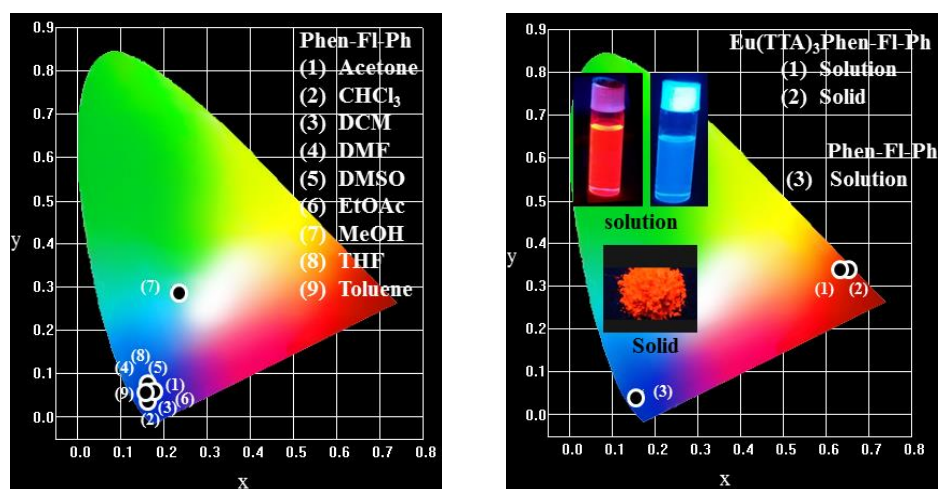 0.9
0.8
0.7
0.6
0.5
0.4
y
0.3
0.2
0.1
0.0
0.0 0.1 0.2 0.3 0.4 0.5 0.6 0.7 0.8
x
Phen-Fl-Ph
(1) Acetone
(2) CHCl₃
(3) DCM
(4) DMF
(5) DMSO
(6) EtOAc
(7) MeOH
(8) THF
(9) Toluene
(7)
(8)
(4) (5)
(9) (1)
(3) (6)
(2)
0.9
0.8
0.7
0.6
0.5
0.4
y
0.3
0.2
0.1
0.0
0.0 0.1 0.2 0.3 0.4 0.5 0.6 0.7 0.8
x
Eu(TTA)₃Phen-Fl-Ph
(1) Solution
(2) Solid
Phen-Fl-Ph
(3) Solution
solution
Solid
(1) (2)
(3)